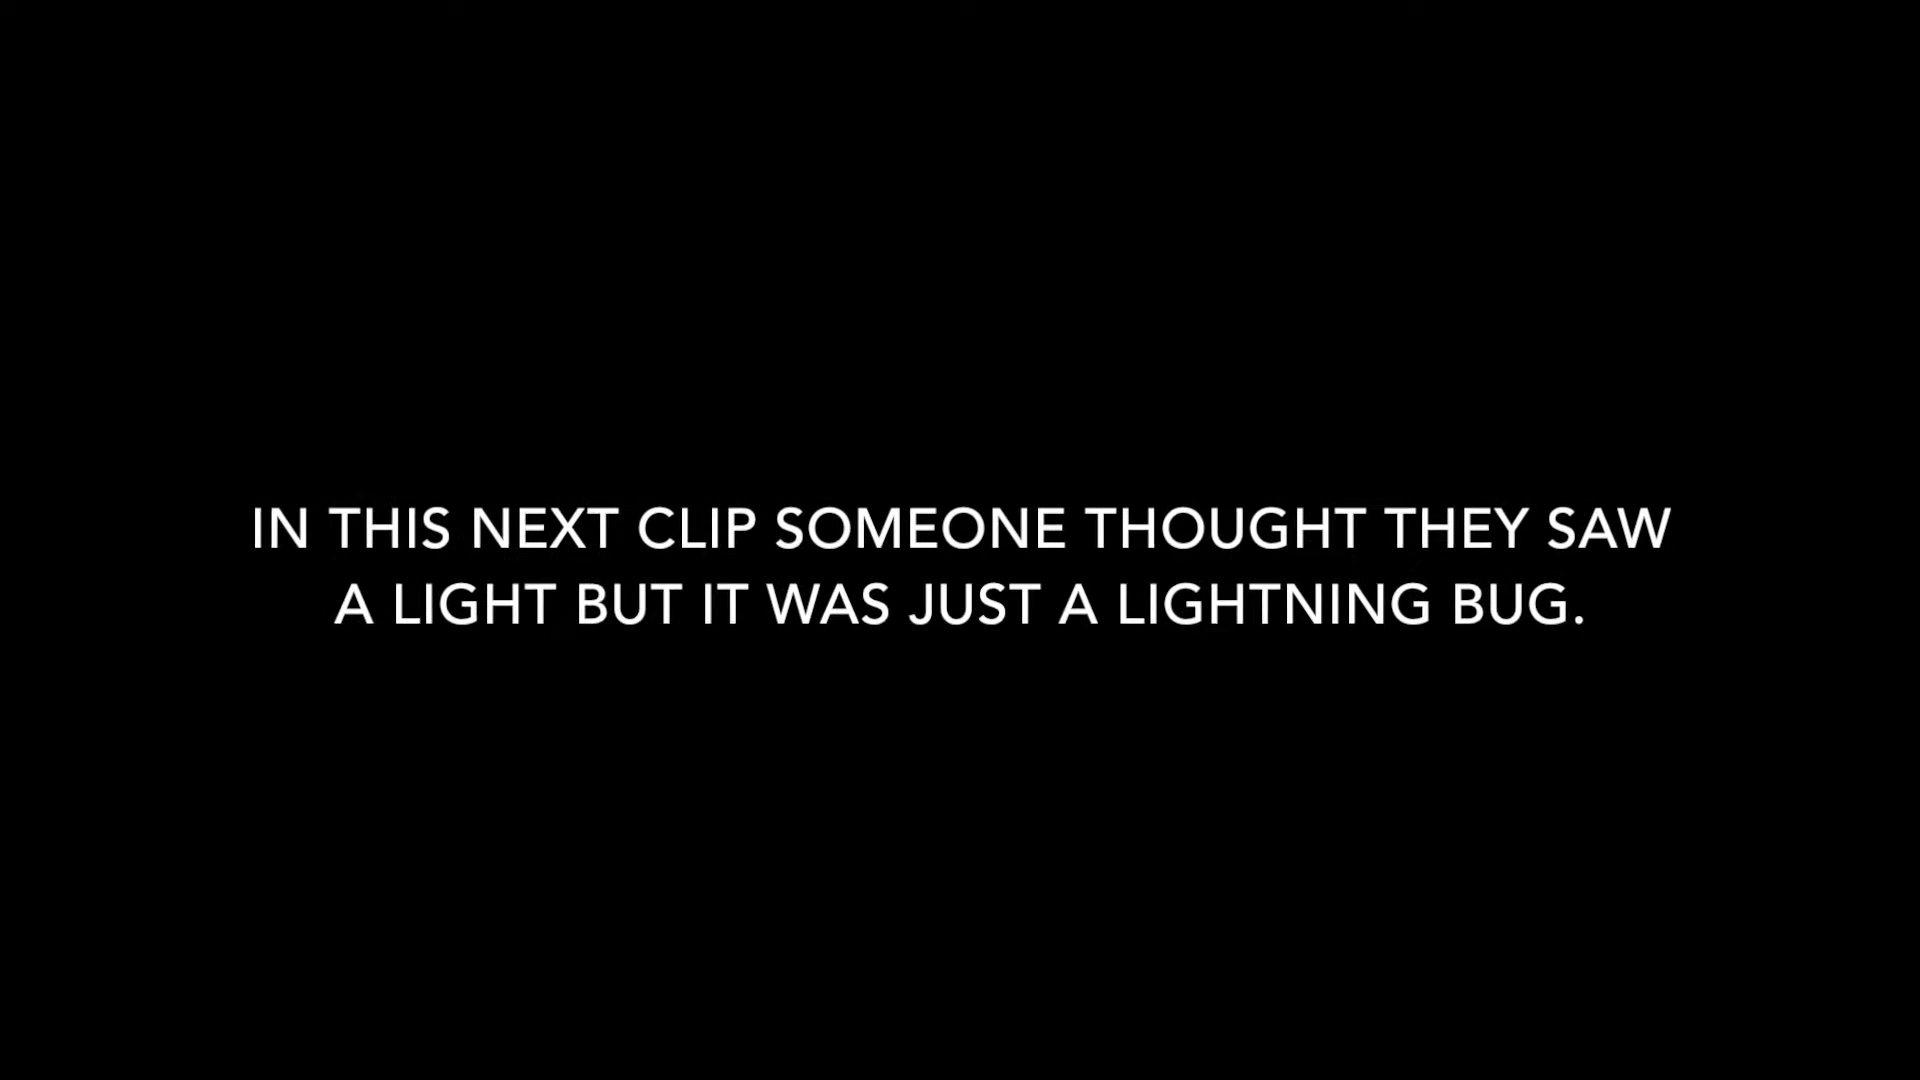 IN THIS NEXT CLIP SOMEONE THOUGHT THEY SAW
A LIGHT BUT IT WAS JUST A LIGHTNING BUG.